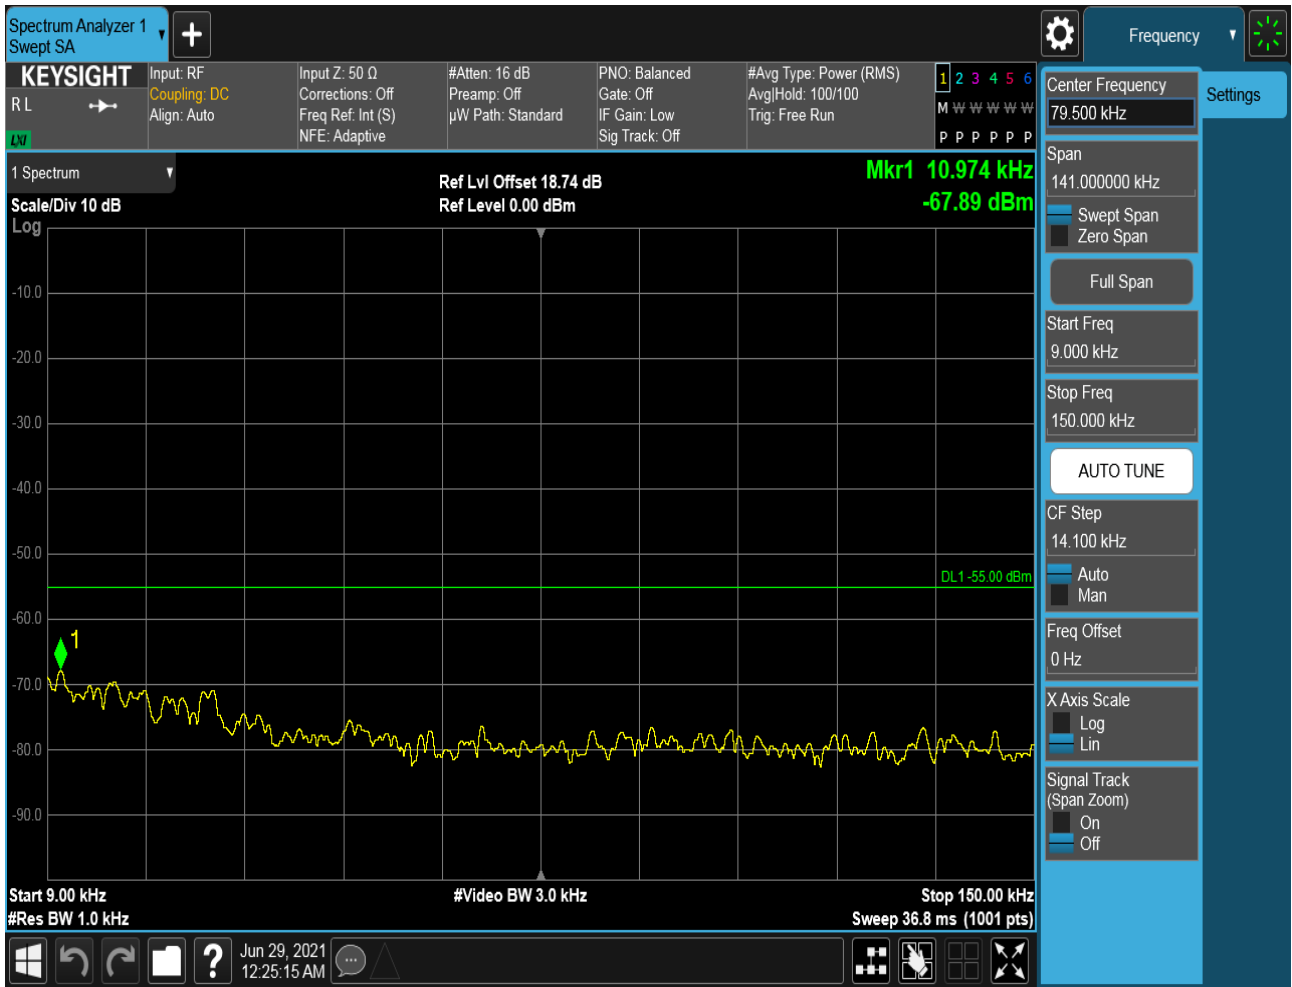 Spectrum Analyzer 1
Swept SA
Frequency
KEYSIGHT
R L
LXI
Input: RF
Coupling: DC
Align: Auto
Input Z: 50 Ω
Corrections: Off
Freq Ref: Int (S)
NFE: Adaptive
#Atten: 16 dB
Preamp: Off
µW Path: Standard
PNO: Balanced
Gate: Off
IF Gain: Low
Sig Track: Off
#Avg Type: Power (RMS)
Avg|Hold: 100/100
Trig: Free Run
1 2 3 4 5 6
M W W W W W
P P P P P P
1 Spectrum
Scale/Div 10 dB
Log
Ref Lvl Offset 18.74 dB
Ref Level 0.00 dBm
Mkr1 10.974 kHz
-67.89 dBm
-10.0
-20.0
-30.0
-40.0
-50.0
DL1 -55.00 dBm
-60.0
1
-70.0
-80.0
-90.0
Start 9.00 kHz
#Video BW 3.0 kHz
Stop 150.00 kHz
#Res BW 1.0 kHz
Sweep 36.8 ms (1001 pts)
Center Frequency
79.500 kHz
Settings
Span
141.000000 kHz
Swept Span
Zero Span
Full Span
Start Freq
9.000 kHz
Stop Freq
150.000 kHz
AUTO TUNE
CF Step
14.100 kHz
Auto
Man
Freq Offset
0 Hz
X Axis Scale
Log
Lin
Signal Track
(Span Zoom)
On
Off
?
Jun 29, 2021
12:25:15 AM